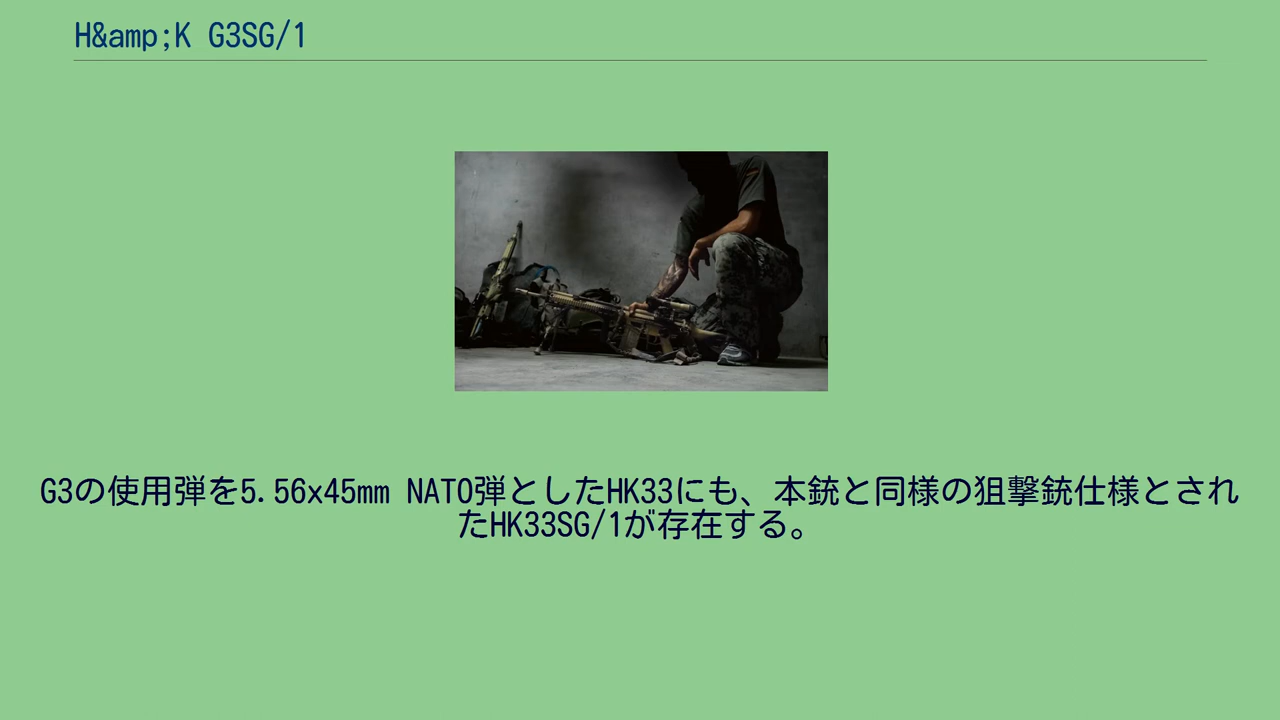 H&amp;K G3SG/1
G3の使用弾を5.56x45mm NATO弾としたHK33にも、本銃と同様の狙撃銃仕様とされ
たHK33SG/1が存在する。